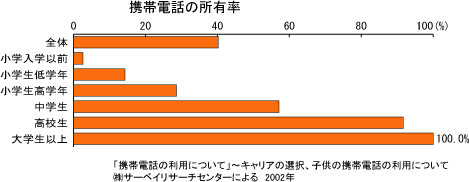 携帯電話の所有率
0 20 40 60 80 100(%)
全体
小学入学以前
小学生低学年
小学生高学年
中学生
高校生
大学生以上 100.0%
「携帯電話の利用について」～キャリアの選択、子供の携帯電話の利用について
㈱サーベイリサーチセンターによる 2002年